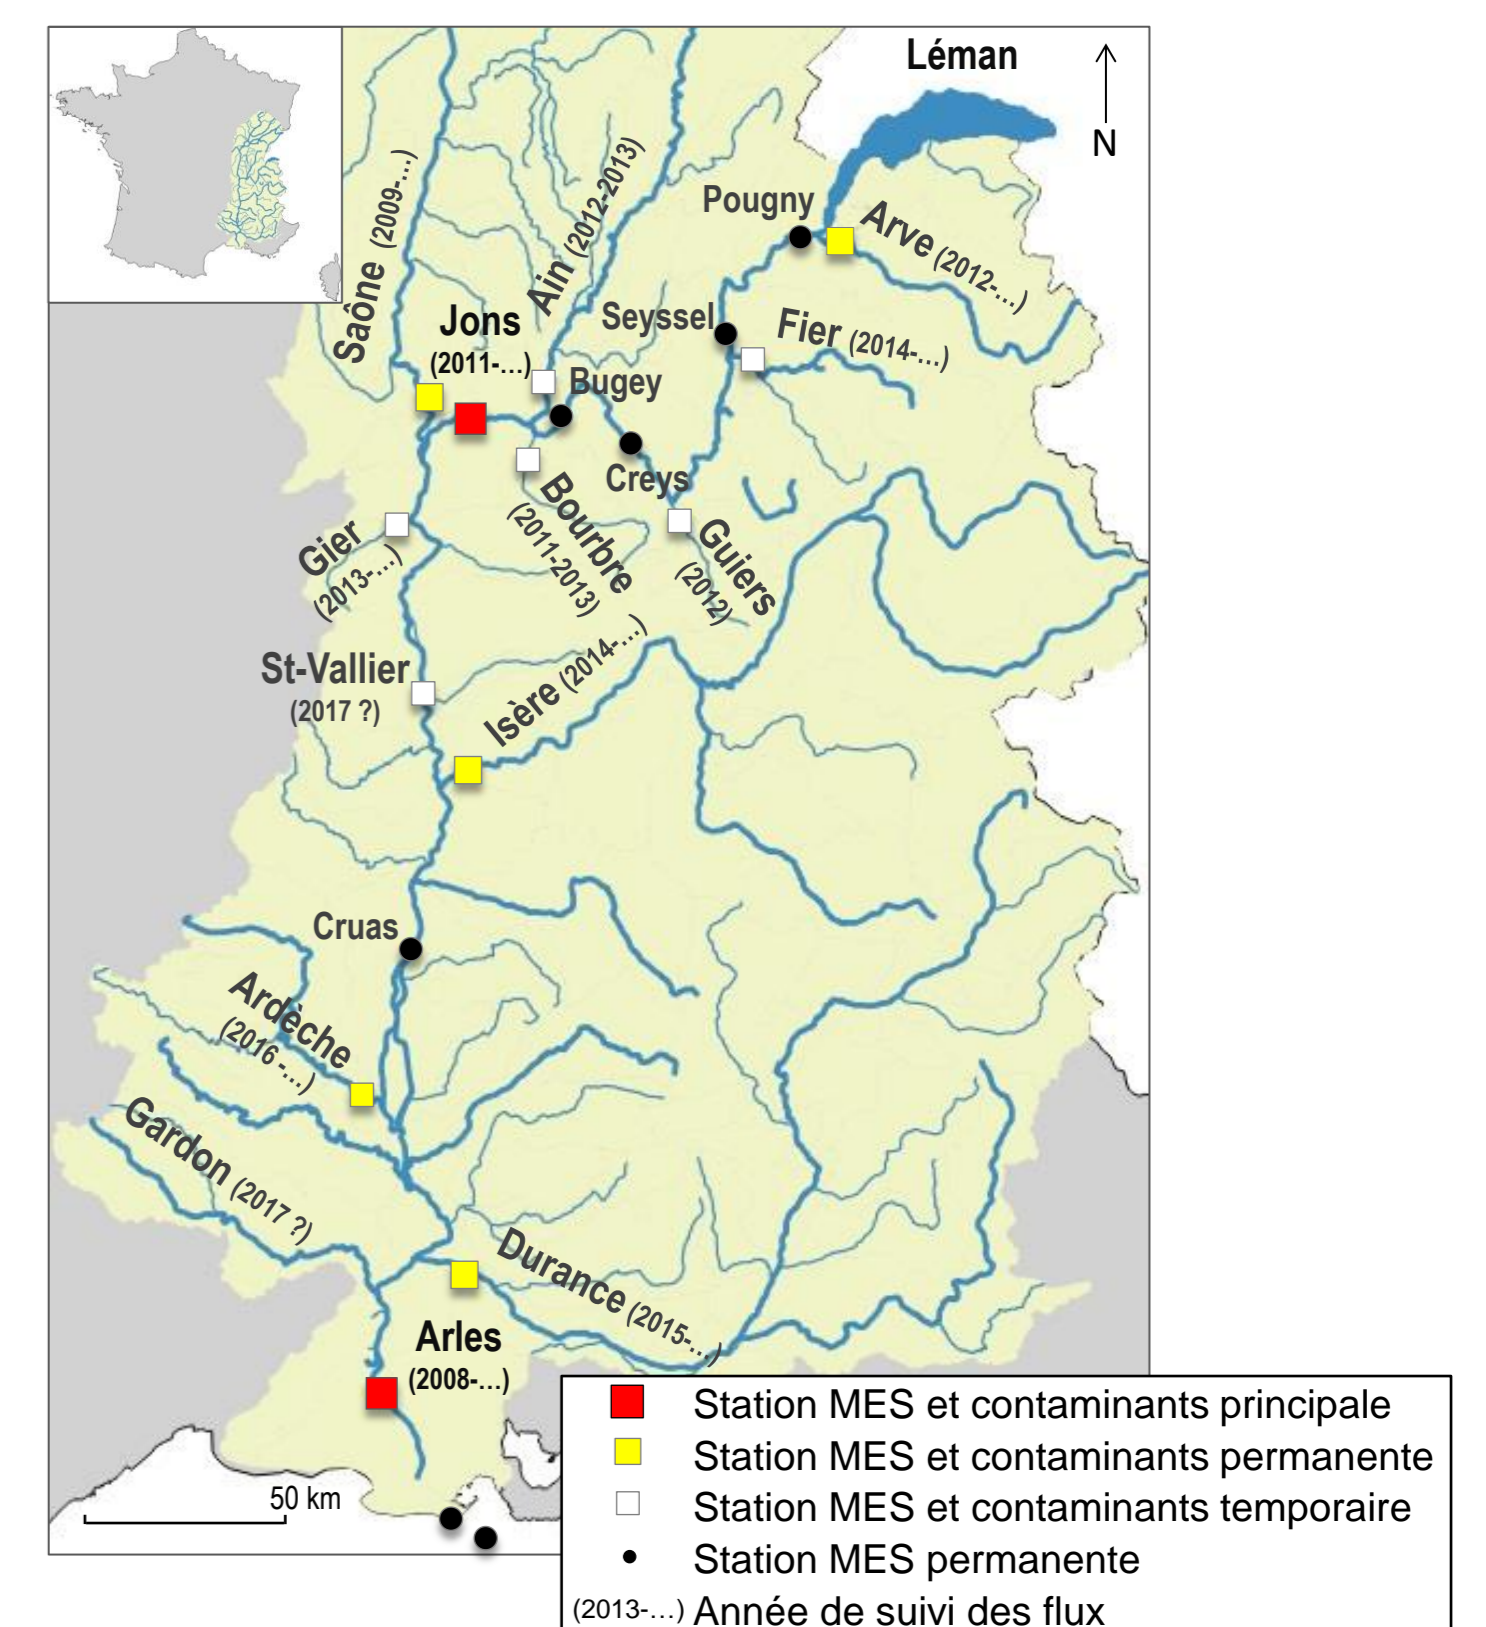 Léman
N
Pougny
Arve (2012-...)
Saône (2009-...)
Ain (2012-2013)
Jons
(2011-...)
Seyssel
Fier (2014-...)
Bugey
Creys
Bourbre
(2011-2013)
Guiers
(2012)
Gier
(2013-...)
St-Vallier
(2017 ?)
Isère (2014-...)
Cruas
Ardèche
(2016 -...)
Gardon (2017 ?)
Durance (2015-...)
Arles
(2008-...)
50 km
Station MES et contaminants principale
Station MES et contaminants permanente
Station MES et contaminants temporaire
Station MES permanente
(2013-...) Année de suivi des flux